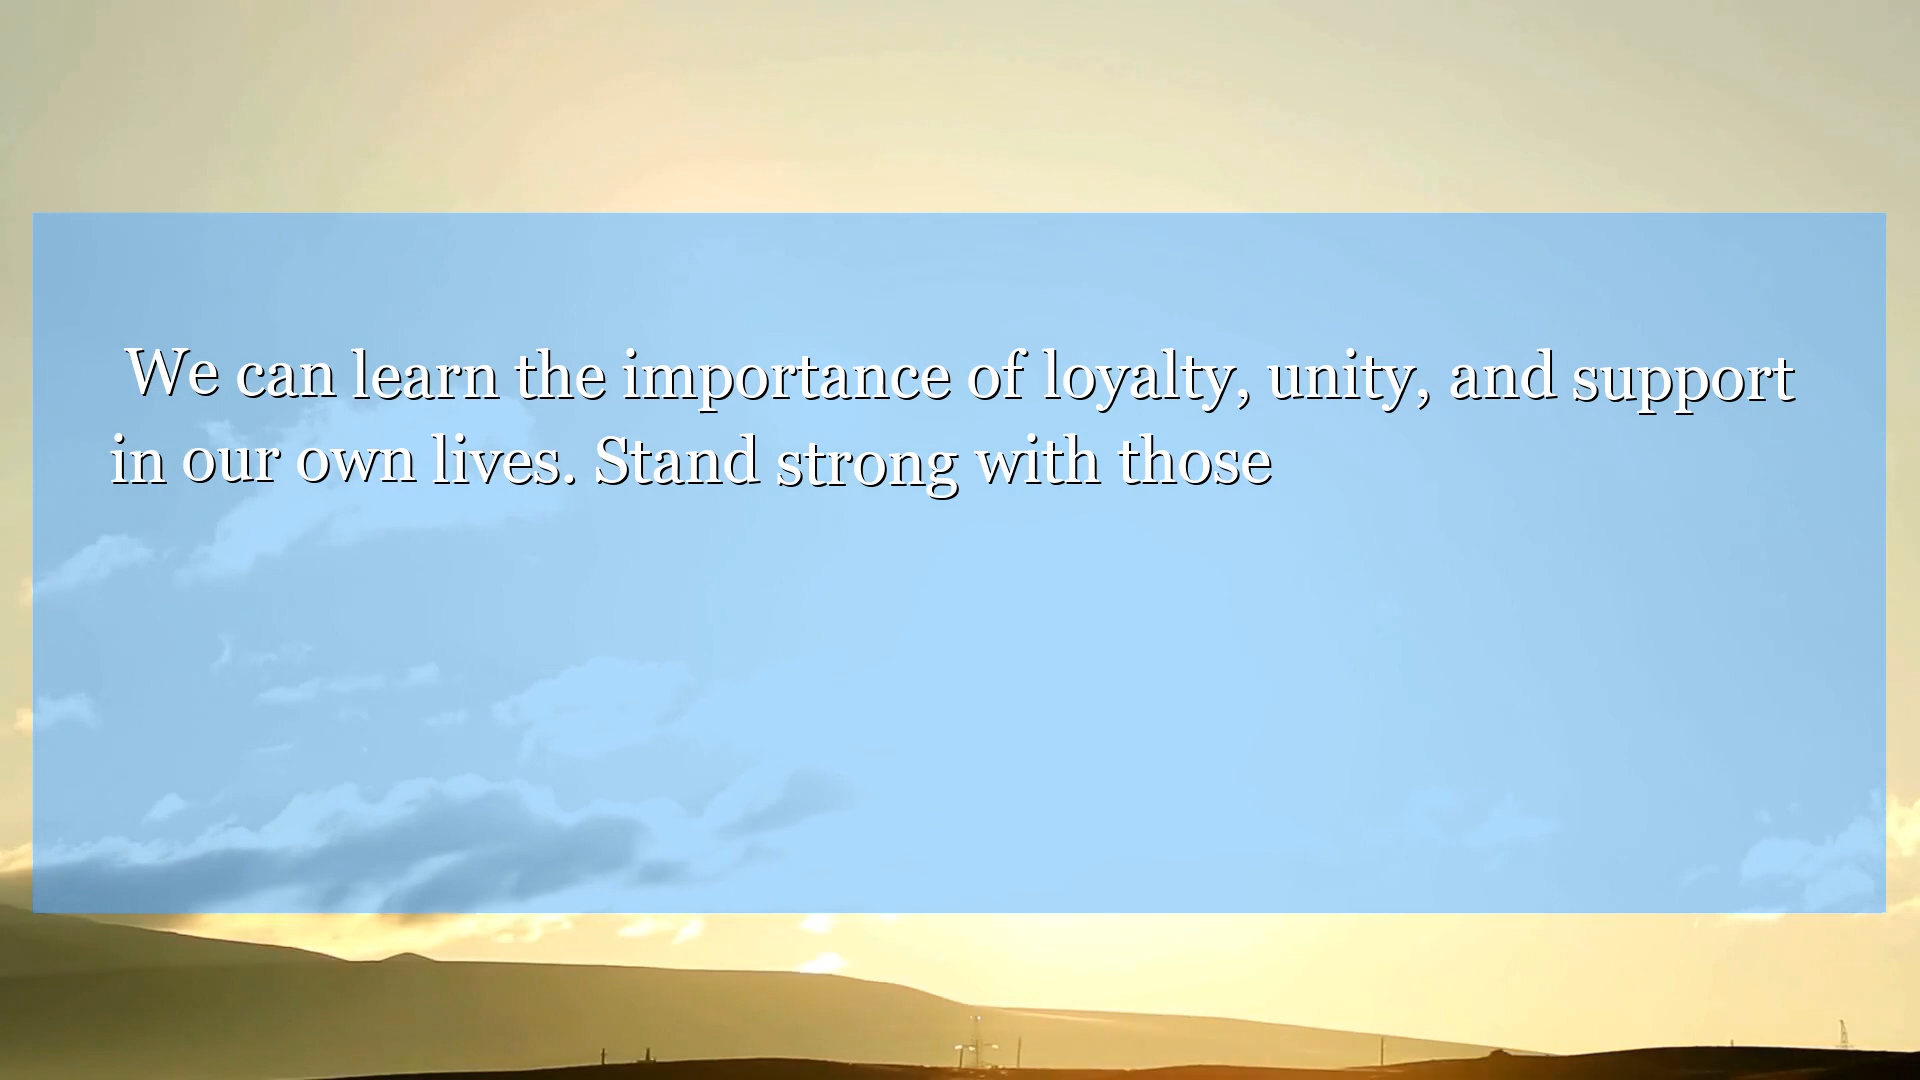 We can learn the importance of loyalty, unity, and support
in our own lives. Stand strong with those